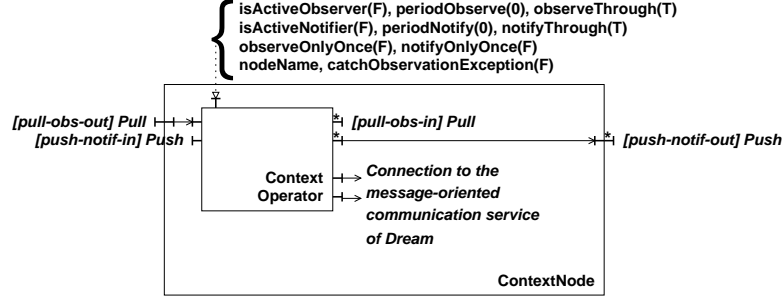 isActiveObserver(F), periodObserve(0), observeThrough(T)
isActiveNotifier(F), periodNotify(0), notifyThrough(T)
observeOnlyOnce(F), notifyOnlyOnce(F)
nodeName, catchObservationException(F)
[pull-obs-out] Pull
* [pull-obs-in] Pull
[push-notif-in] Push
*
* [push-notif-out] Push
Context
Operator
Connection to the
message-oriented
communication service
of Dream
ContextNode